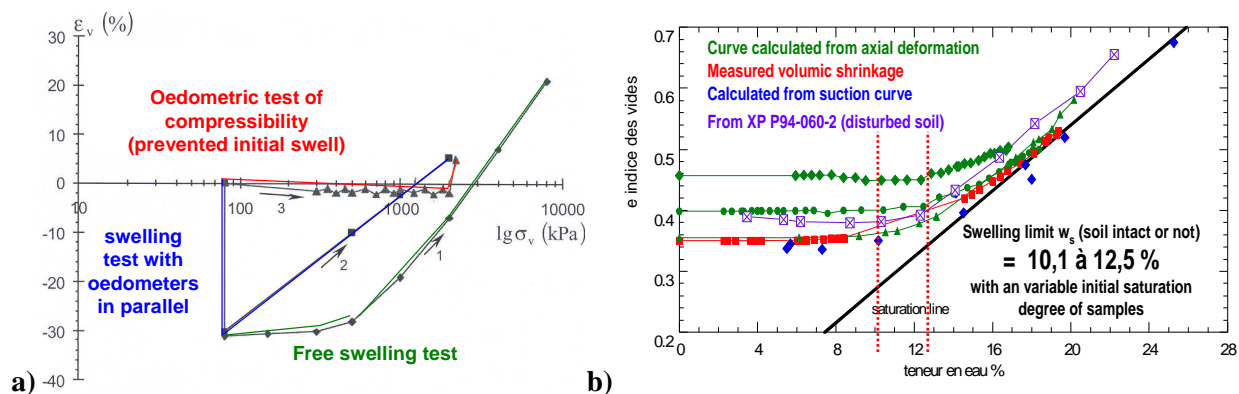 ε_v (%)
30
20
10
0
-10
-20
-30
-40
10
100
1000
10000
lgσ_v (kPa)
Oedometric test of
compressibility
(prevented initial swell)
swelling
test with
oedometers
in parallel
3
2
1
Free swelling test
a)
b)
e indice des vides
0.7
0.6
0.5
0.4
0.3
0.2
Curve calculated from axial deformation
Measured volumic shrinkage
Calculated from suction curve
From XP P94-060-2 (disturbed soil)
Swelling limit w_s (soil intact or not)
= 10,1 à 12,5 %
with an variable initial saturation
degree of samples
saturation line
0
4
8
12
16
20
24
28
teneur en eau %